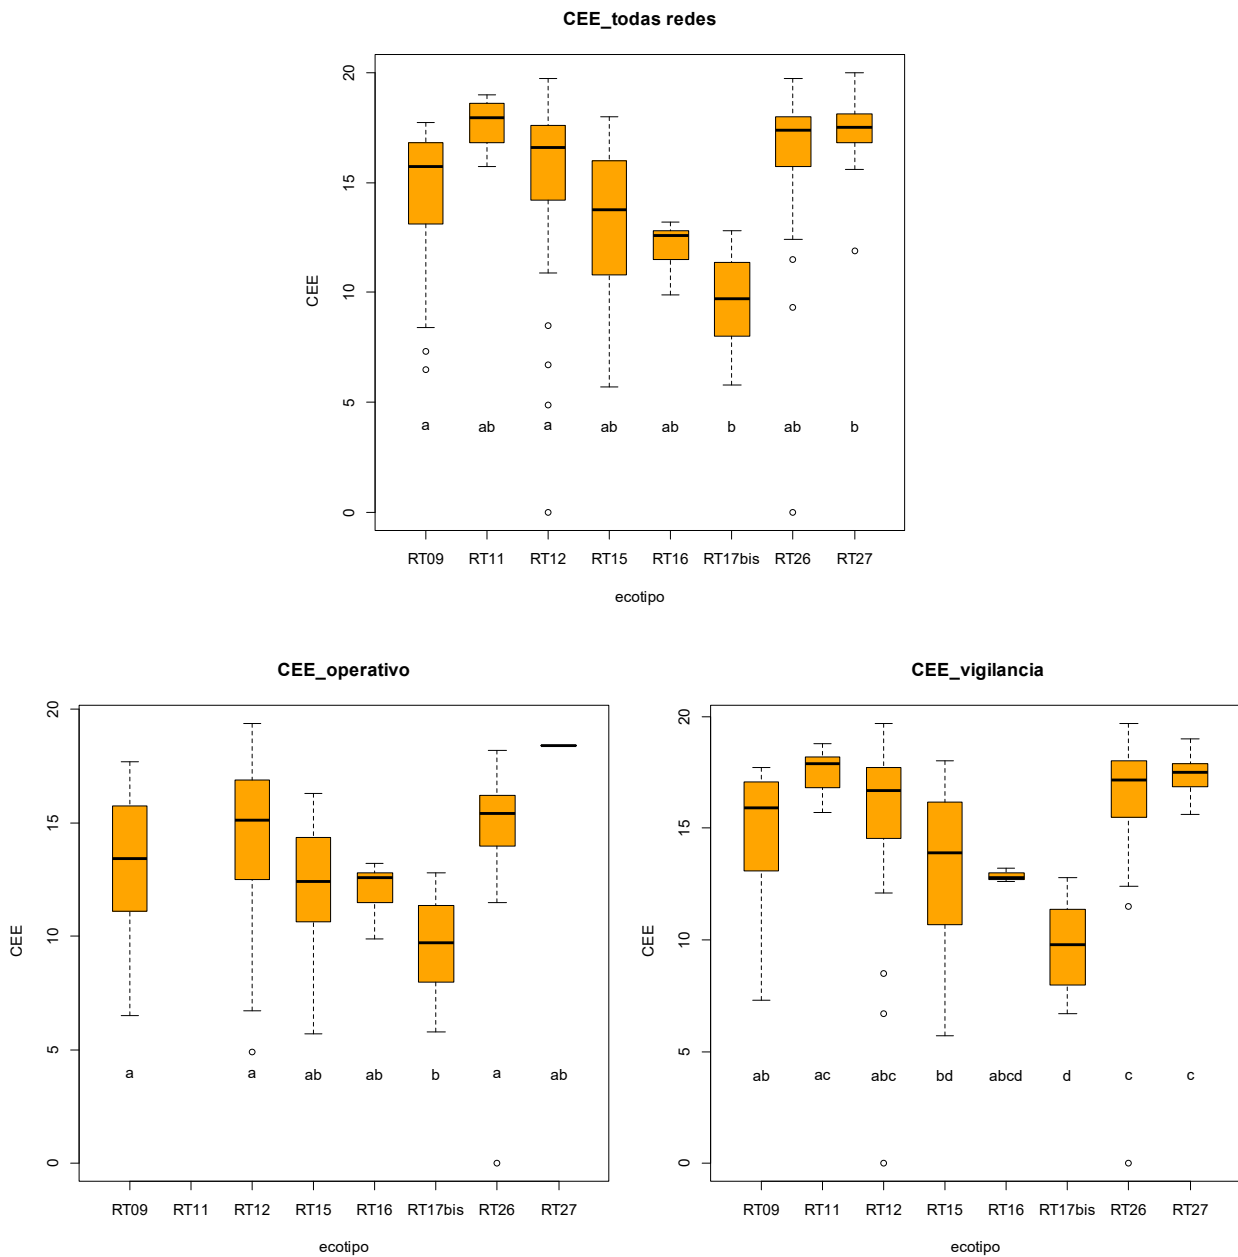 CEE_todas redes
20
15
10
5
0
CEE
a ab a ab ab b ab b
RT09 RT11 RT12 RT15 RT16 RT17bis RT26 RT27
ecotipo
CEE_operativo
20
15
10
5
0
CEE
a a ab ab b a ab
RT09 RT11 RT12 RT15 RT16 RT17bis RT26 RT27
ecotipo
CEE_vigilancia
20
15
10
5
0
CEE
ab ac abc bd abcd d c c
RT09 RT11 RT12 RT15 RT16 RT17bis RT26 RT27
ecotipo